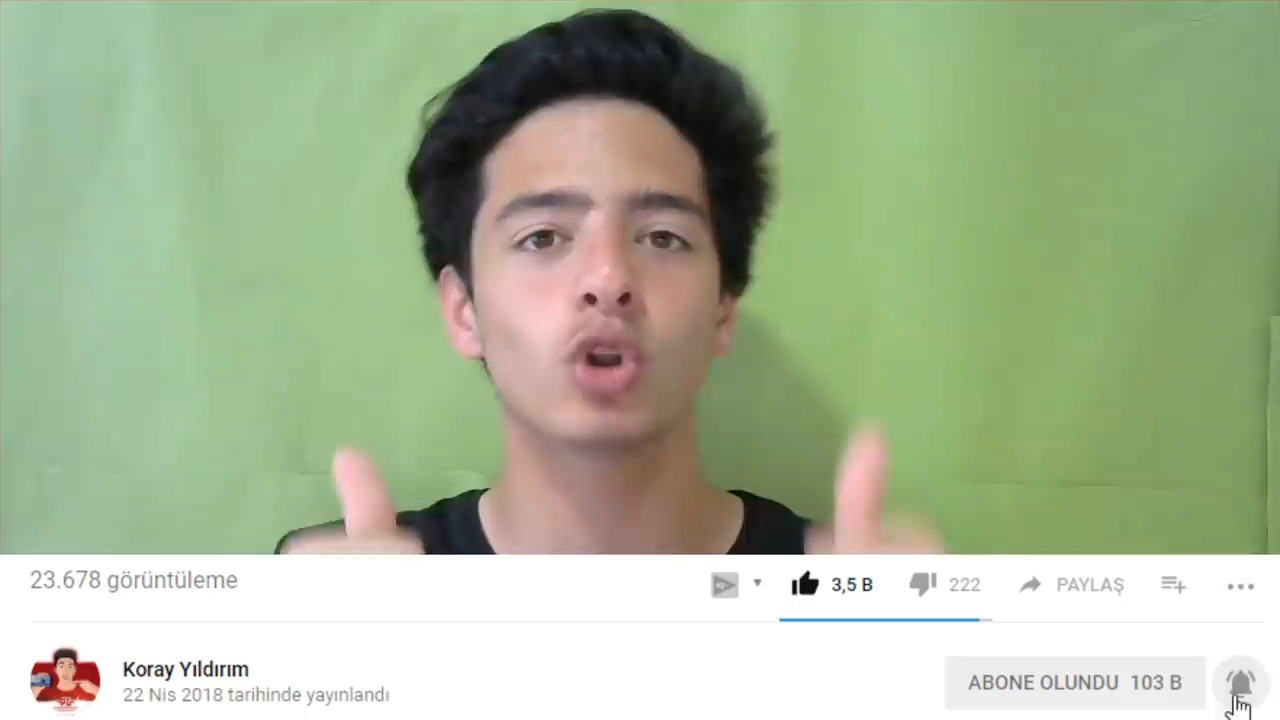 23.678 görüntüleme
3,5 B
222
PAYLAŞ
Koray Yıldırım
22 Nis 2018 tarihinde yayınlandı
ABONE OLUNDU 103 B